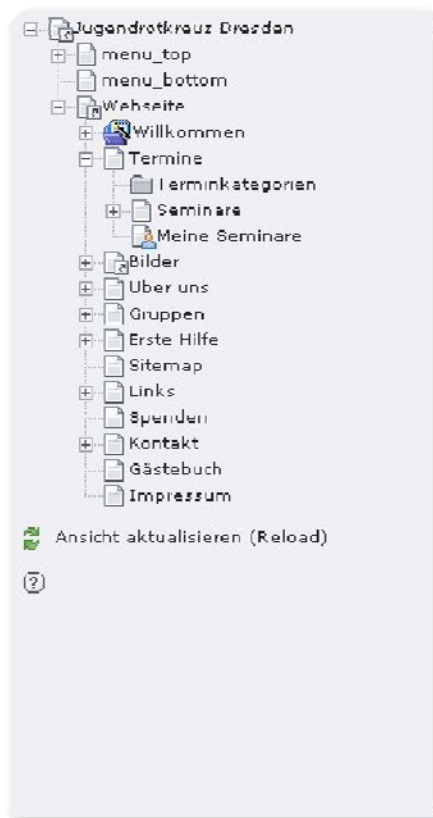 Jugendrotkreuz Dresden
menu_top
menu_bottom
Webseite
Willkommen
Termine
Terminkategorien
Seminare
Meine Seminare
Bilder
Über uns
Gruppen
Erste Hilfe
Sitemap
Links
Spenden
Kontakt
Gästebuch
Impressum
Ansicht aktualisieren (Reload)
?